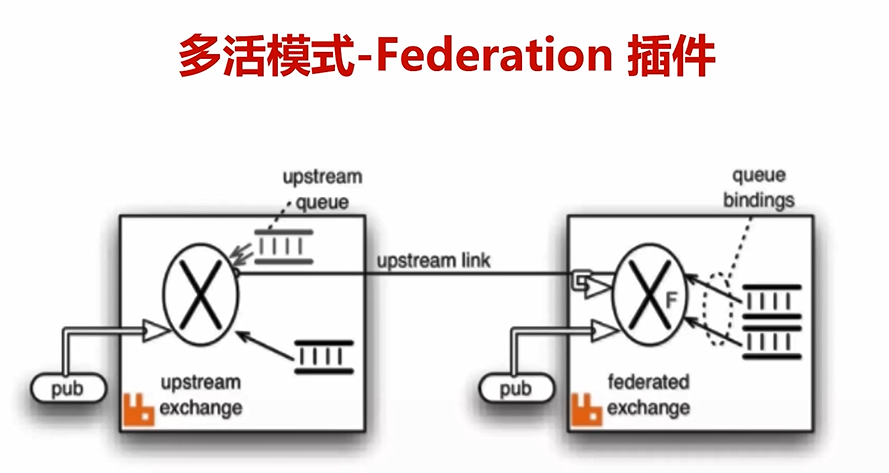 多活模式-Federation 插件
upstream
queue
queue
bindings
upstream link
F
pub
upstream
exchange
pub
federated
exchange